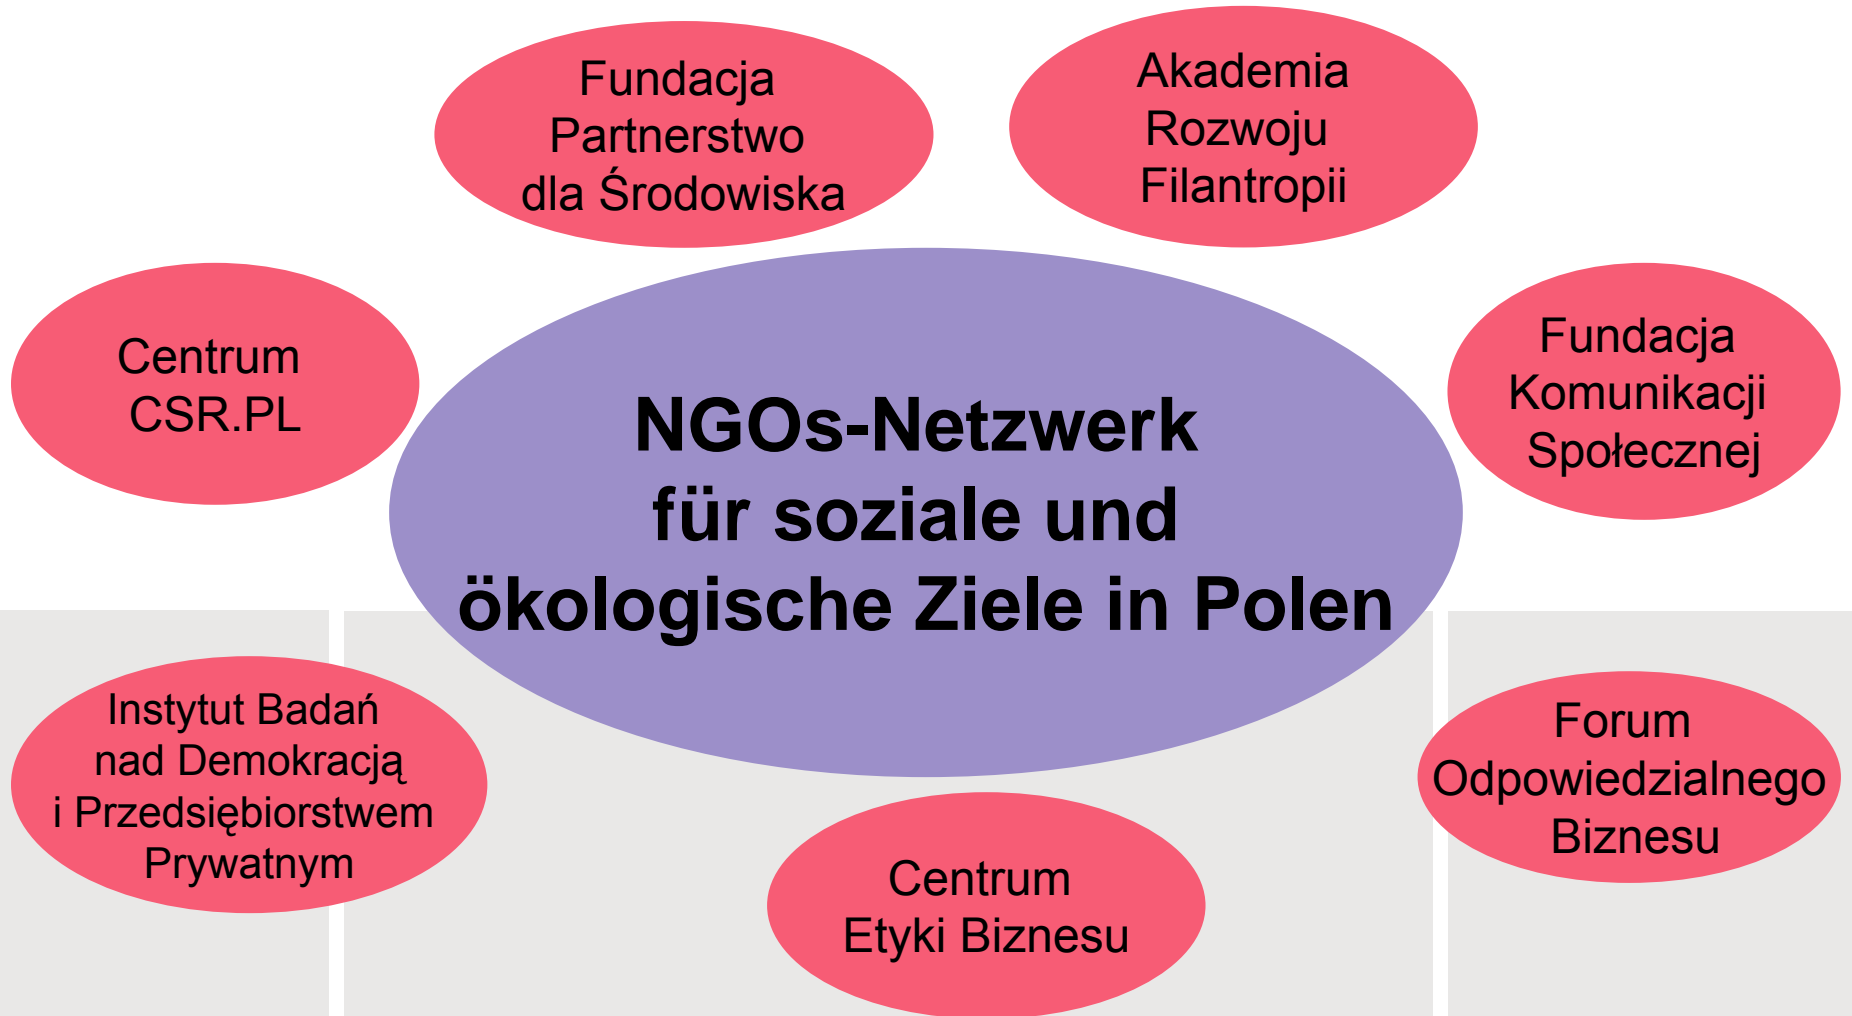 Fundacja
Partnerstwo
dla Środowiska
Akademia
Rozwoju
Filantropii
Centrum
CSR.PL
Fundacja
Komunikacji
Społecznej
NGOs-Netzwerk
für soziale und
ökologische Ziele in Polen
Instytut Badań
nad Demokracją
i Przedsiębiorstwem
Prywatnym
Forum
Odpowiedzialnego
Biznesu
Centrum
Etyki Biznesu